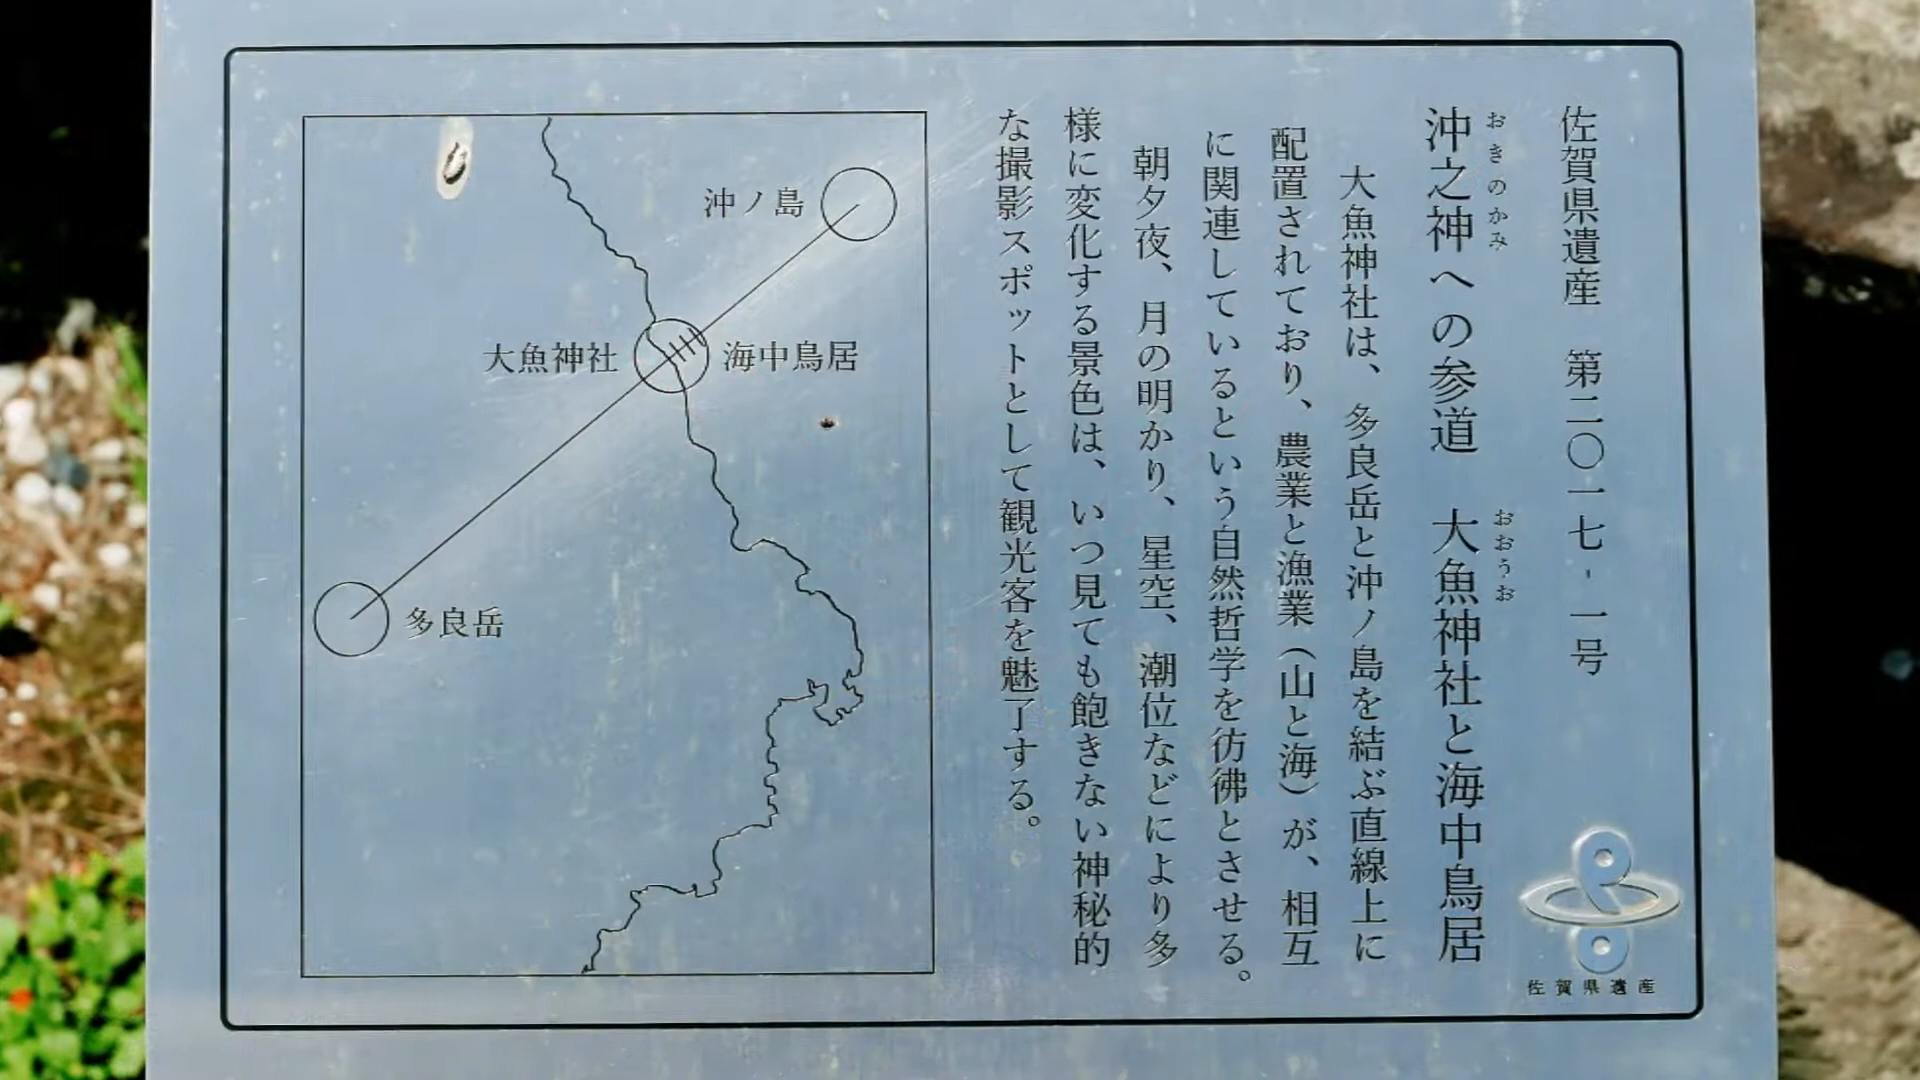 佐賀県遺産　第二〇一七-一号
おきのかみ　おおうお
沖之神への参道　大魚神社と海中鳥居
大魚神社は、多良岳と沖ノ島を結ぶ直線上に
配置されており、農業と漁業（山と海）が、相互
に関連しているという自然哲学を彷彿とさせる。
朝夕夜、月の明かり、星空、潮位などにより多
様に変化する景色は、いつ見ても飽きない神秘的
な撮影スポットとして観光客を魅了する。
沖ノ島
大魚神社
海中鳥居
多良岳
佐賀県遺産